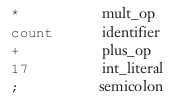 * mult_op
count identifier
+ plus_op
17 int_literal
; semicolon